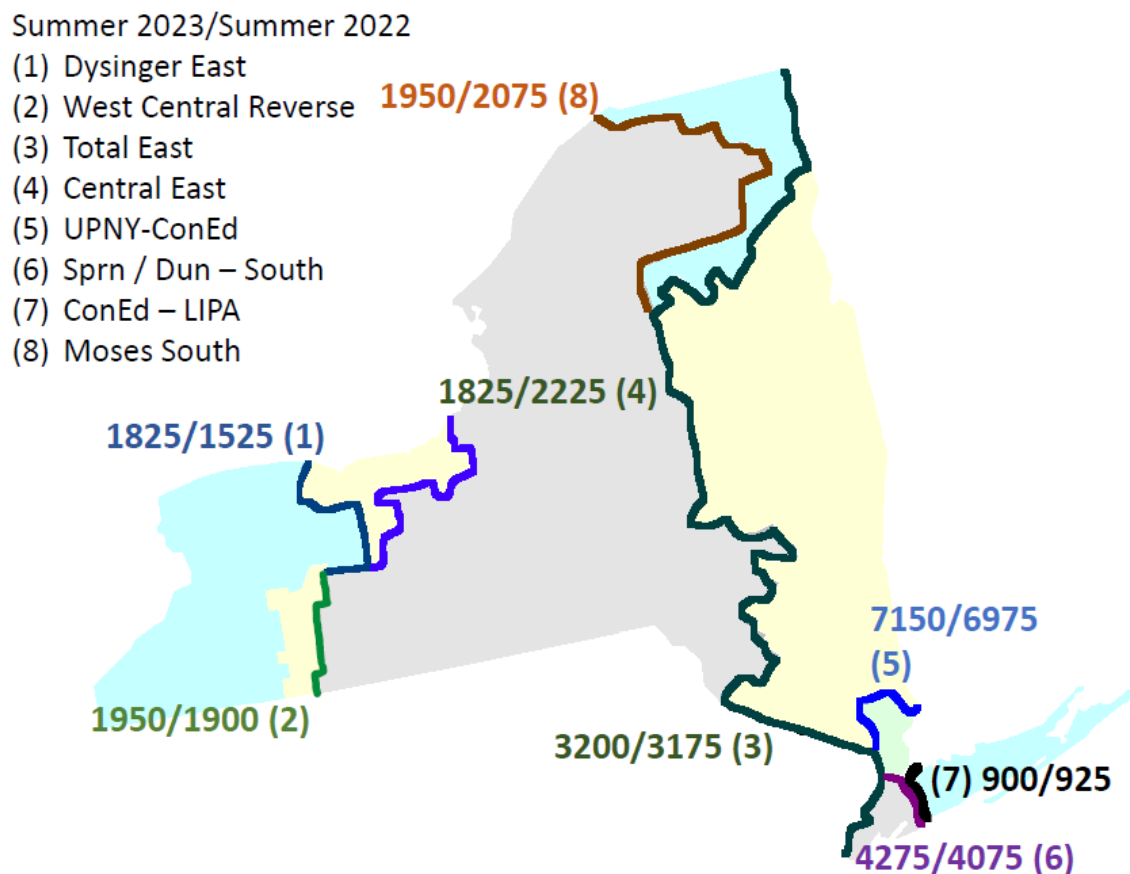 Summer 2023/Summer 2022
(1) Dysinger East
(2) West Central Reverse
(3) Total East
(4) Central East
(5) UPNY-ConEd
(6) Sprn / Dun – South
(7) ConEd – LIPA
(8) Moses South
1950/2075 (8)
1825/2225 (4)
1825/1525 (1)
7150/6975
(5)
1950/1900 (2)
3200/3175 (3)
(7) 900/925
4275/4075 (6)